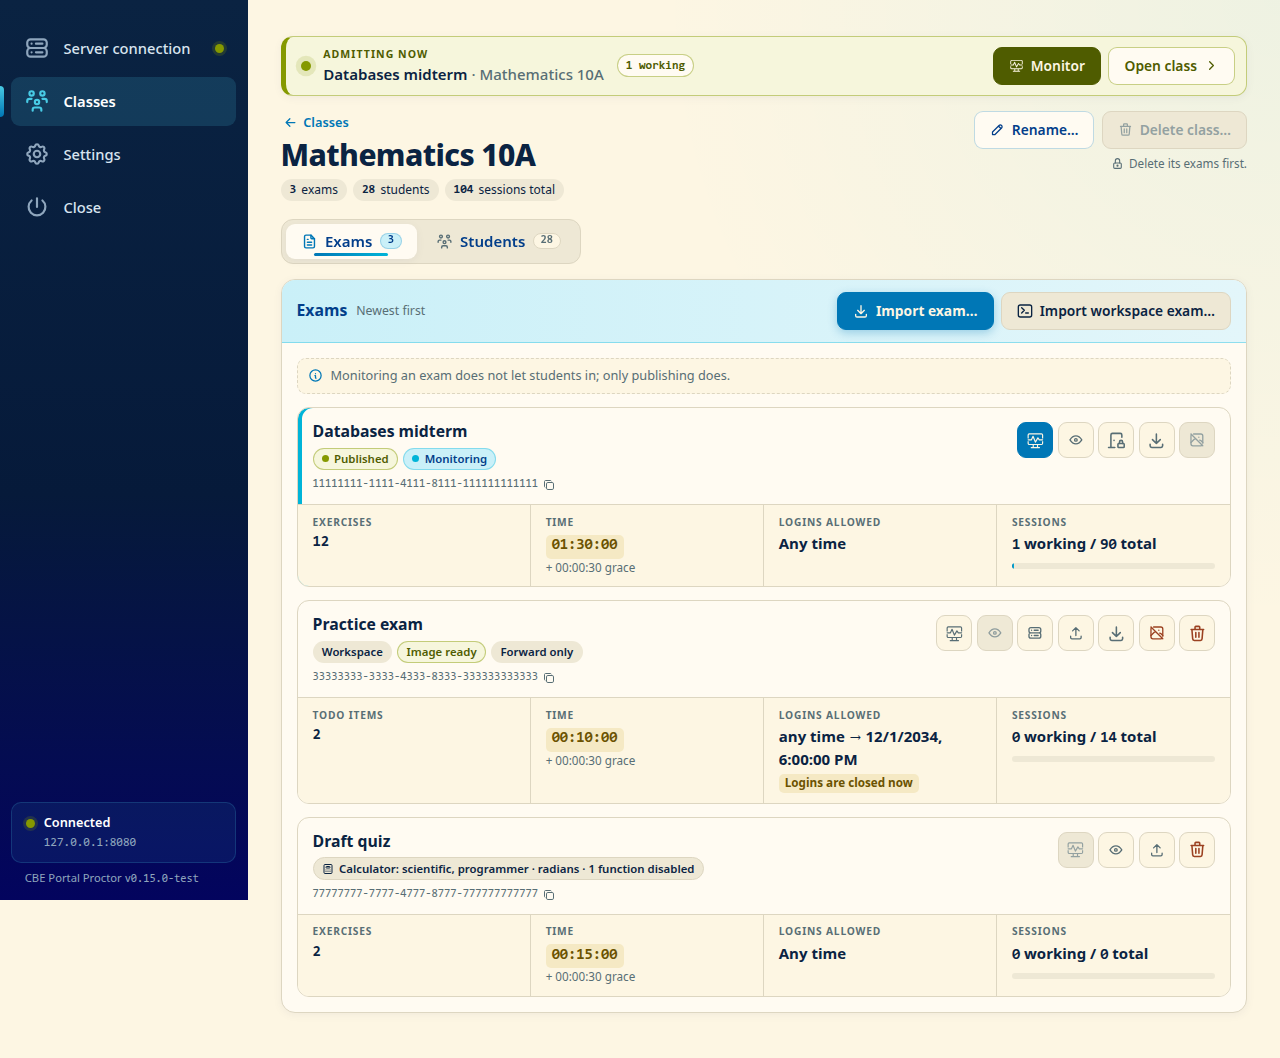 Server connection
Classes
Settings
Close
Connected
127.0.0.1:8080
CBE Portal Proctor v0.15.0-test
ADMITTING NOW
Databases midterm · Mathematics 10A
1 working
Monitor
Open class
Classes
Mathematics 10A
3 exams
28 students
104 sessions total
Rename...
Delete class...
Delete its exams first.
Exams 3
Students 28
Exams Newest first
Import exam...
Import workspace exam...
Monitoring an exam does not let students in; only publishing does.
Databases midterm
Published
Monitoring
11111111-1111-4111-8111-111111111111
EXERCISES
12
TIME
01:30:00
+ 00:00:30 grace
LOGINS ALLOWED
Any time
SESSIONS
1 working / 90 total
Practice exam
Workspace
Image ready
Forward only
33333333-3333-4333-8333-333333333333
TODO ITEMS
2
TIME
00:10:00
+ 00:00:30 grace
LOGINS ALLOWED
any time → 12/1/2034,
6:00:00 PM
Logins are closed now
SESSIONS
0 working / 14 total
Draft quiz
Calculator: scientific, programmer · radians · 1 function disabled
77777777-7777-4777-8777-777777777777
EXERCISES
2
TIME
00:15:00
+ 00:00:30 grace
LOGINS ALLOWED
Any time
SESSIONS
0 working / 0 total